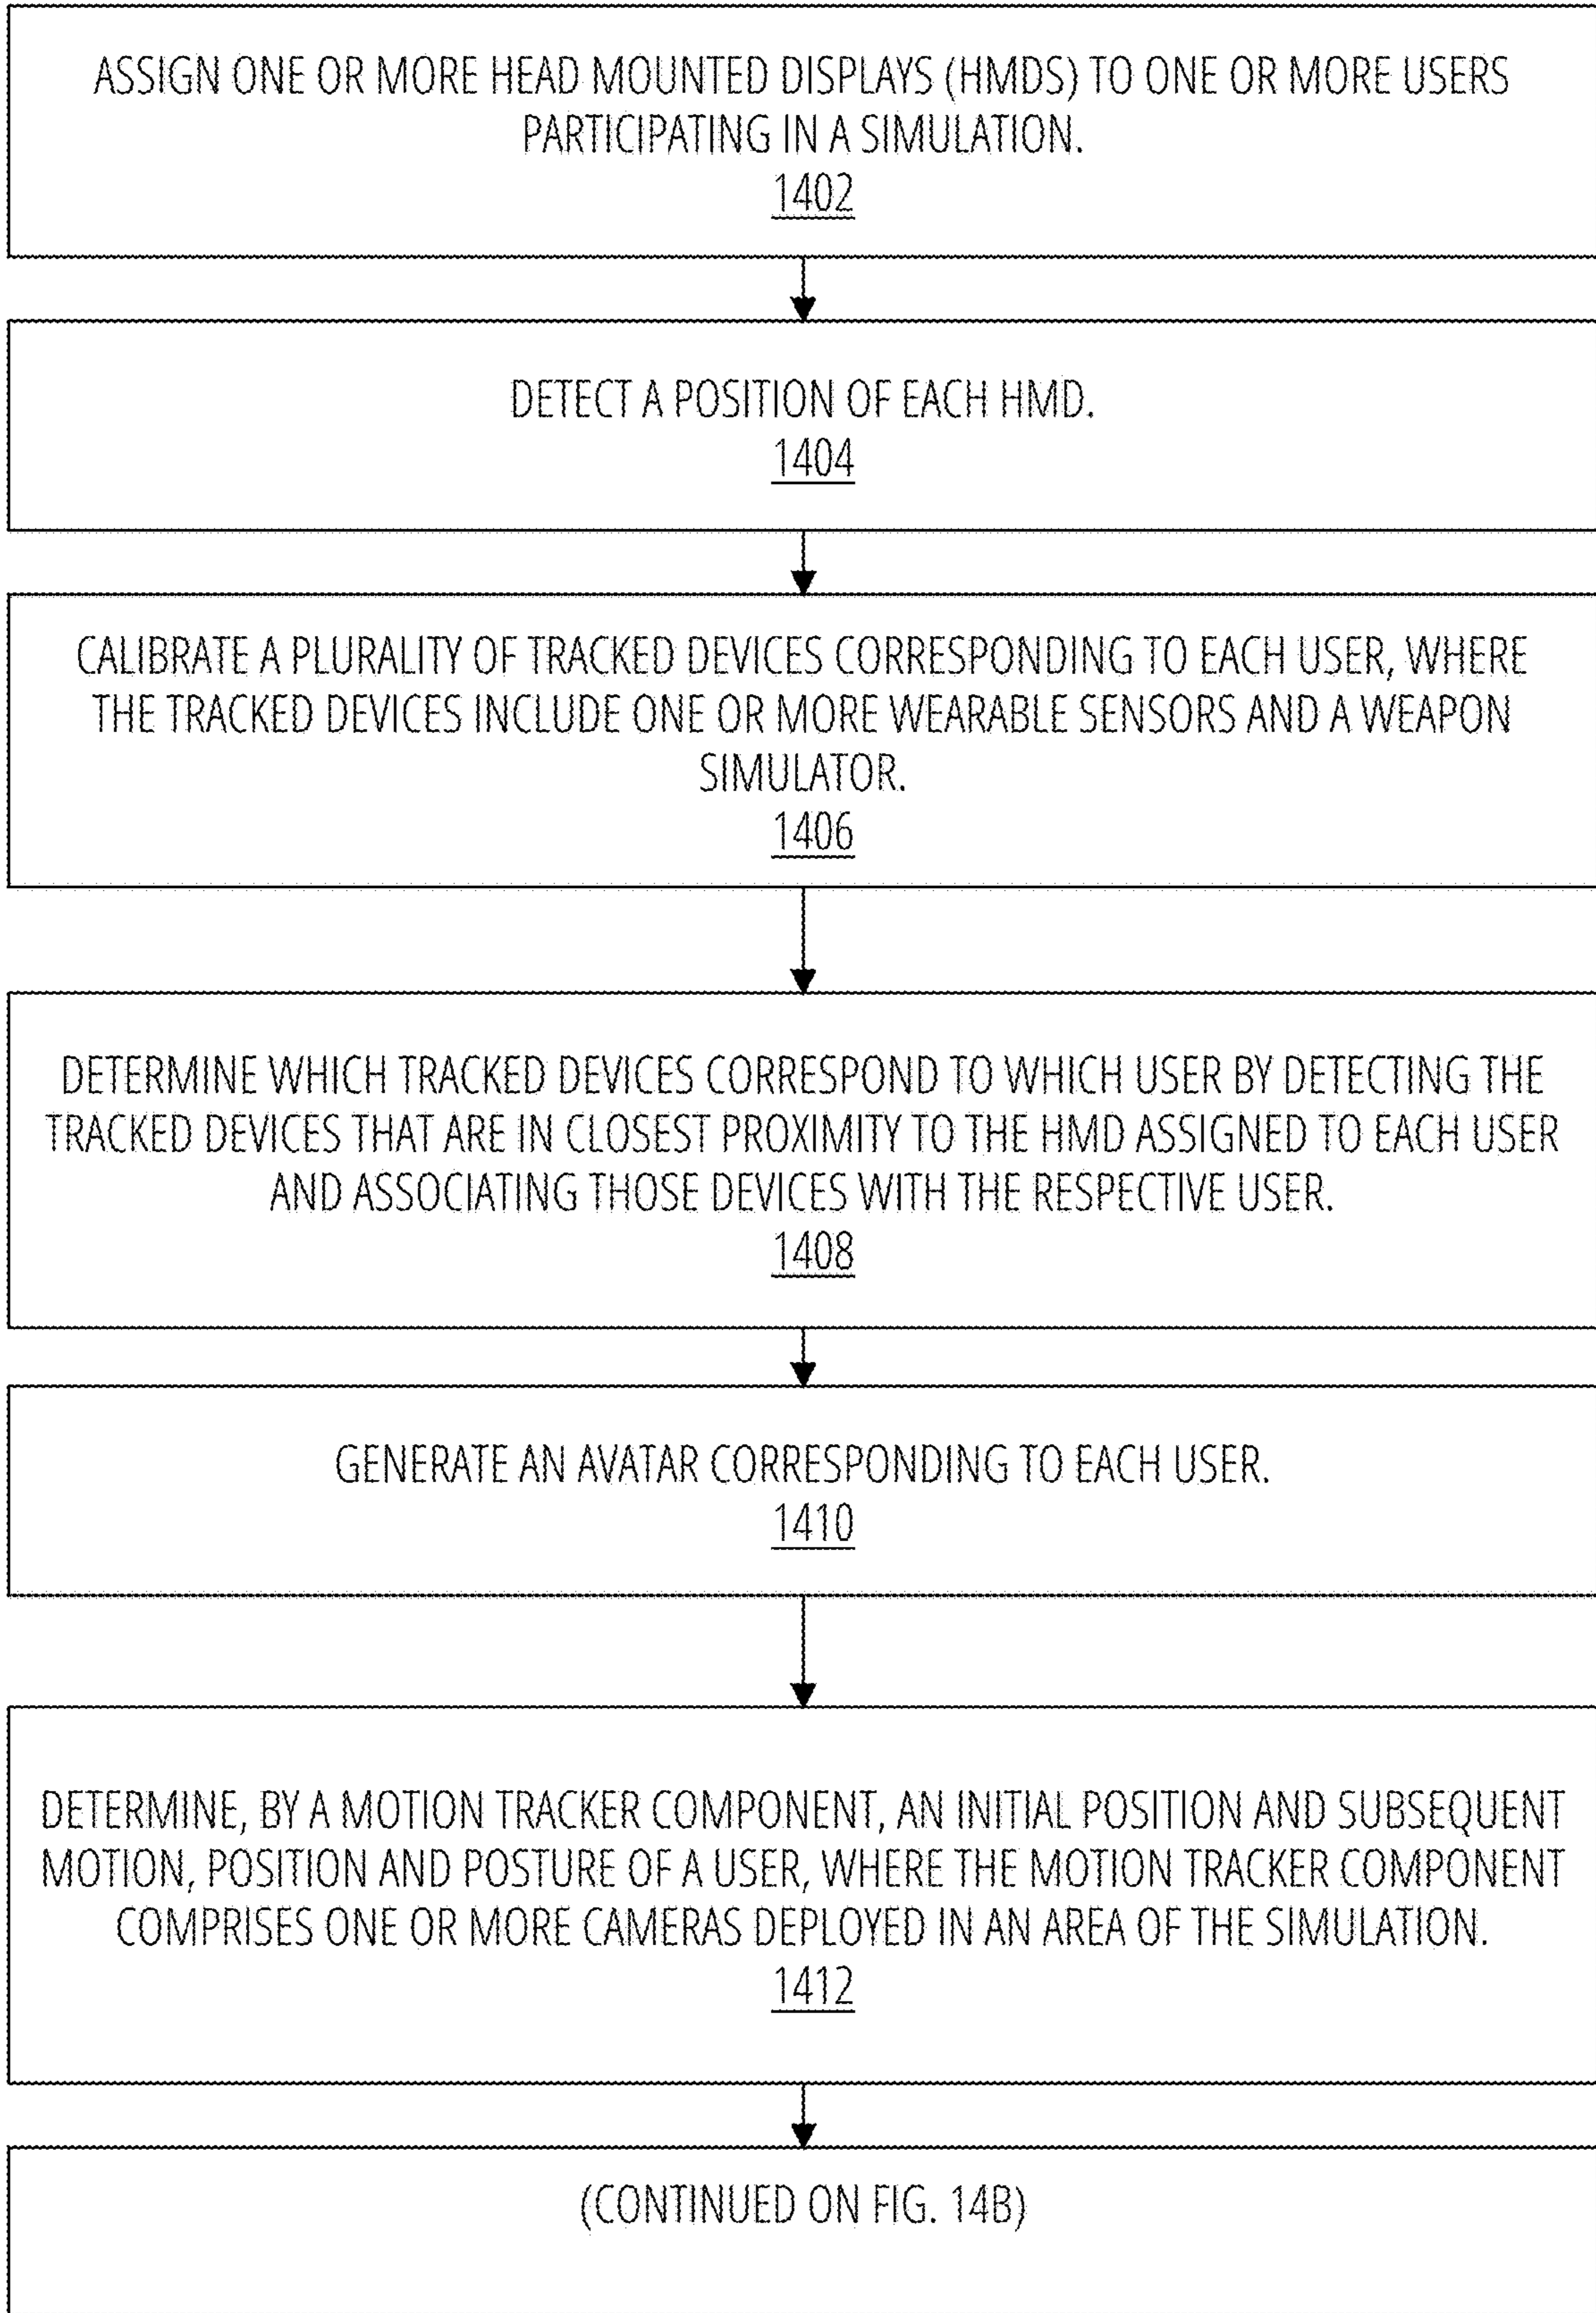 ASSIGN ONE OR MORE HEAD MOUNTED DISPLAYS (HMDS) TO ONE OR MORE USERS
PARTICIPATING IN A SIMULATION.
1402
DETECT A POSITION OF EACH HMD.
1404
CALIBRATE A PLURALITY OF TRACKED DEVICES CORRESPONDING TO EACH USER, WHERE
THE TRACKED DEVICES INCLUDE ONE OR MORE WEARABLE SENSORS AND A WEAPON
SIMULATOR.
1406
DETERMINE WHICH TRACKED DEVICES CORRESPOND TO WHICH USER BY DETECTING THE
TRACKED DEVICES THAT ARE IN CLOSEST PROXIMITY TO THE HMD ASSIGNED TO EACH USER
AND ASSOCIATING THOSE DEVICES WITH THE RESPECTIVE USER.
1408
GENERATE AN AVATAR CORRESPONDING TO EACH USER.
1410
DETERMINE, BY A MOTION TRACKER COMPONENT, AN INITIAL POSITION AND SUBSEQUENT
MOTION, POSITION AND POSTURE OF A USER, WHERE THE MOTION TRACKER COMPONENT
COMPRISES ONE OR MORE CAMERAS DEPLOYED IN AN AREA OF THE SIMULATION.
1412
(CONTINUED ON FIG. 14B)